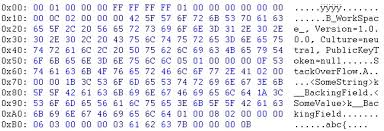 0x00: 00 01 00 00 00 FF FF FF FF 01 00 00 00 00 00 00 .....ÿÿÿÿ.......
0x10: 00 0C 02 00 00 00 42 5F 57 6F 72 6B 53 70 61 63 ......B_WorkSpac
0x20: 65 5F 2C 20 56 65 72 73 69 6F 6E 3D 31 2E 30 2E e_, Version=1.0.
0x30: 30 2E 30 2C 20 43 75 6C 74 75 72 65 3D 6E 65 75 0.0, Culture=neu
0x40: 74 72 61 6C 2C 20 50 75 62 6C 69 63 4B 65 79 54 tral, PublicKeyT
0x50: 6F 6B 65 6E 3D 6E 75 6C 6C 05 01 00 00 00 0F 53 oken=null......S
0x60: 74 61 63 6B 4F 76 65 72 66 6C 6F 77 2E 41 02 00 tackOverFlow.A..
0x70: 00 00 1B 3C 53 6F 6D 65 53 74 72 69 6E 67 3E 6B ...<SomeString>k
0x80: 5F 5F 42 61 63 6B 69 6E 67 46 69 65 6C 64 1A 3C __BackingField.<
0x90: 53 6F 6D 65 56 61 6C 75 65 3E 6B 5F 5F 42 61 63 SomeValue>k__Bac
0xA0: 6B 69 6E 67 46 69 65 6C 64 01 00 08 02 00 00 00 kingField.......
0xB0: 06 03 00 00 00 03 61 62 63 7B 00 00 00 0B ......abc{....